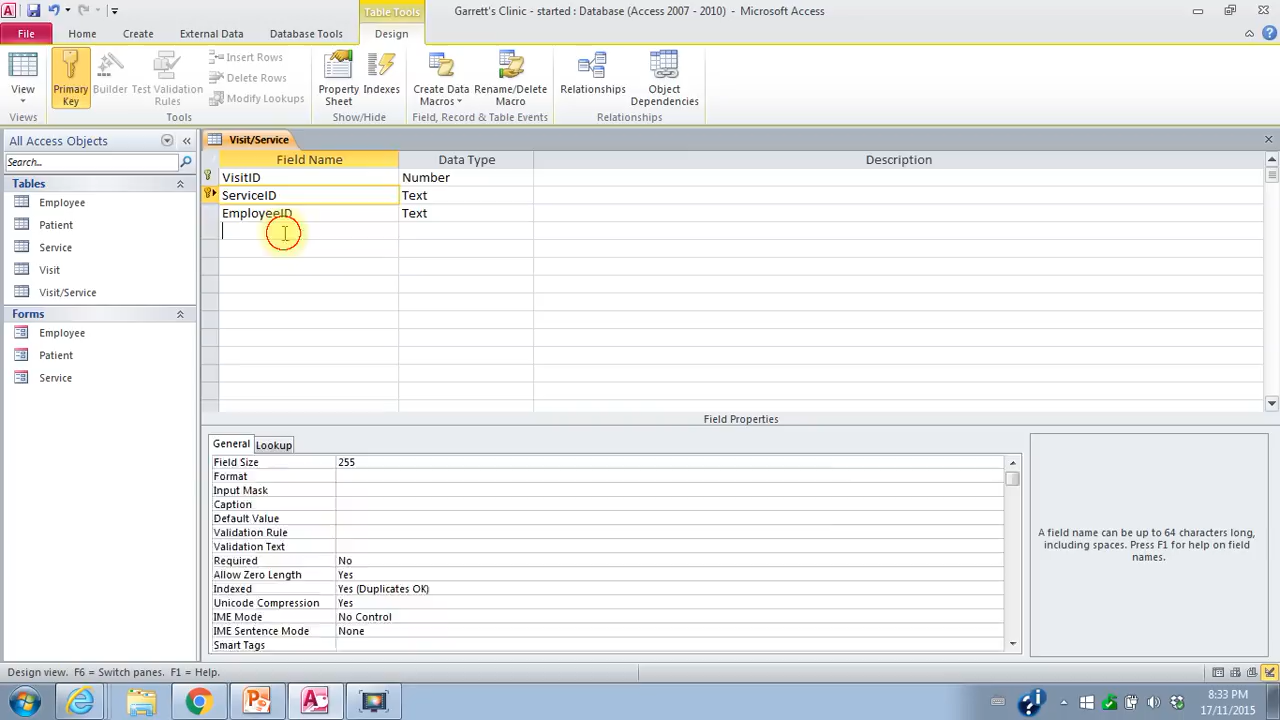 Table Tools
Garrett's Clinic - started : Database (Access 2007 - 2010) - Microsoft Access
File
Home
Create
External Data
Database Tools
Design
View
Primary Key
Builder
Test Validation Rules
Insert Rows
Delete Rows
Modify Lookups
Property Sheet
Indexes
Create Data Macros
Rename/Delete Macro
Relationships
Object Dependencies
Views
Tools
Show/Hide
Field, Record & Table Events
Relationships
All Access Objects
Search...
Tables
Employee
Patient
Service
Visit
Visit/Service
Forms
Employee
Patient
Service
Visit/Service
Field Name Data Type Description
VisitID Number
ServiceID Text
EmployeeID Text
Field Properties
General Lookup
Field Size 255
Format
Input Mask
Caption
Default Value
Validation Rule
Validation Text
Required No
Allow Zero Length Yes
Indexed Yes (Duplicates OK)
Unicode Compression Yes
IME Mode No Control
IME Sentence Mode None
Smart Tags
A field name can be up to 64 characters long,
including spaces. Press F1 for help on field
names.
Design view. F6 = Switch panes. F1 = Help.
8:33 PM
17/11/2015